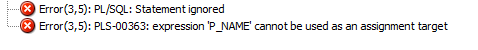 Error(3,5): PL/SQL: Statement ignored
Error(3,5): PLS-00363: expression 'P_NAME' cannot be used as an assignment target